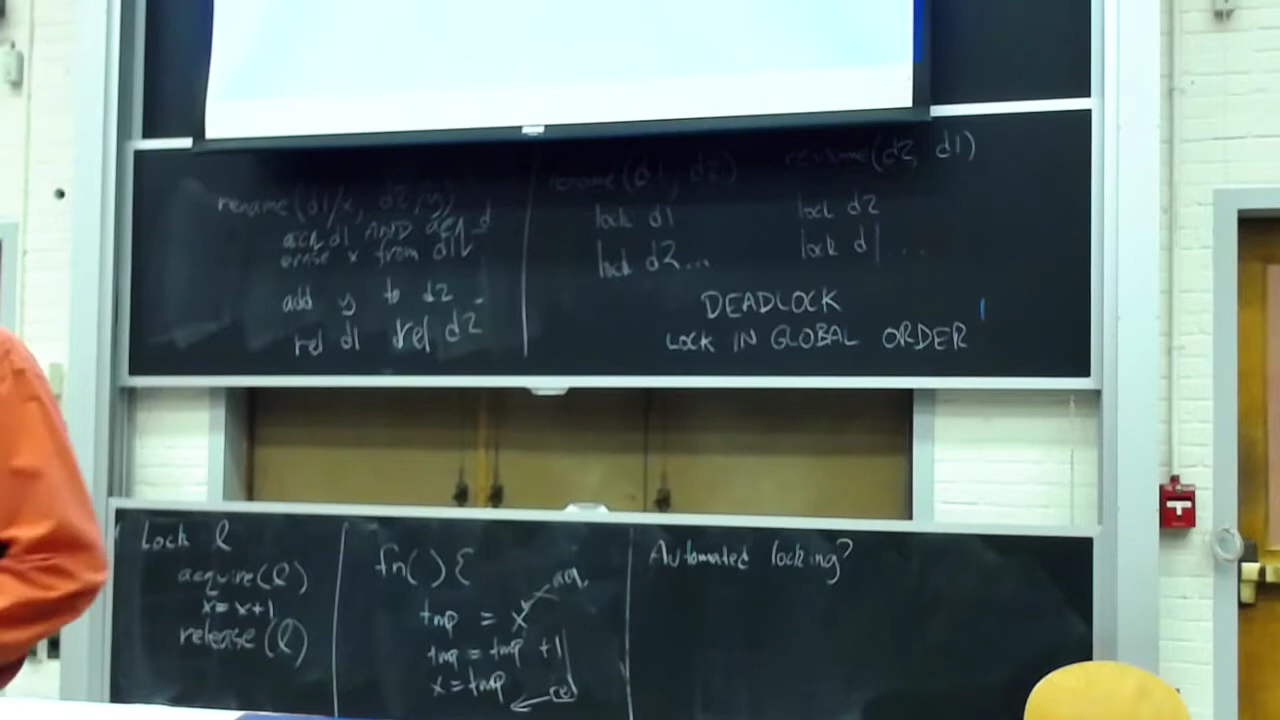 rename(d1/x, d2/y)
acq d1 AND acq d
erase x from d1
add y to d2
rel d1 rel d2
rename(d1, d2)
lock d1
lock d2...
rename(d2, d1)
lock d2
lock d1...
DEADLOCK
LOCK IN GLOBAL ORDER
Lock l
acquire(l)
x=x+1
release(l)
fn(){
acq.
tmp = x
tmp = tmp +1
x=tmp
rel
Automated locking?